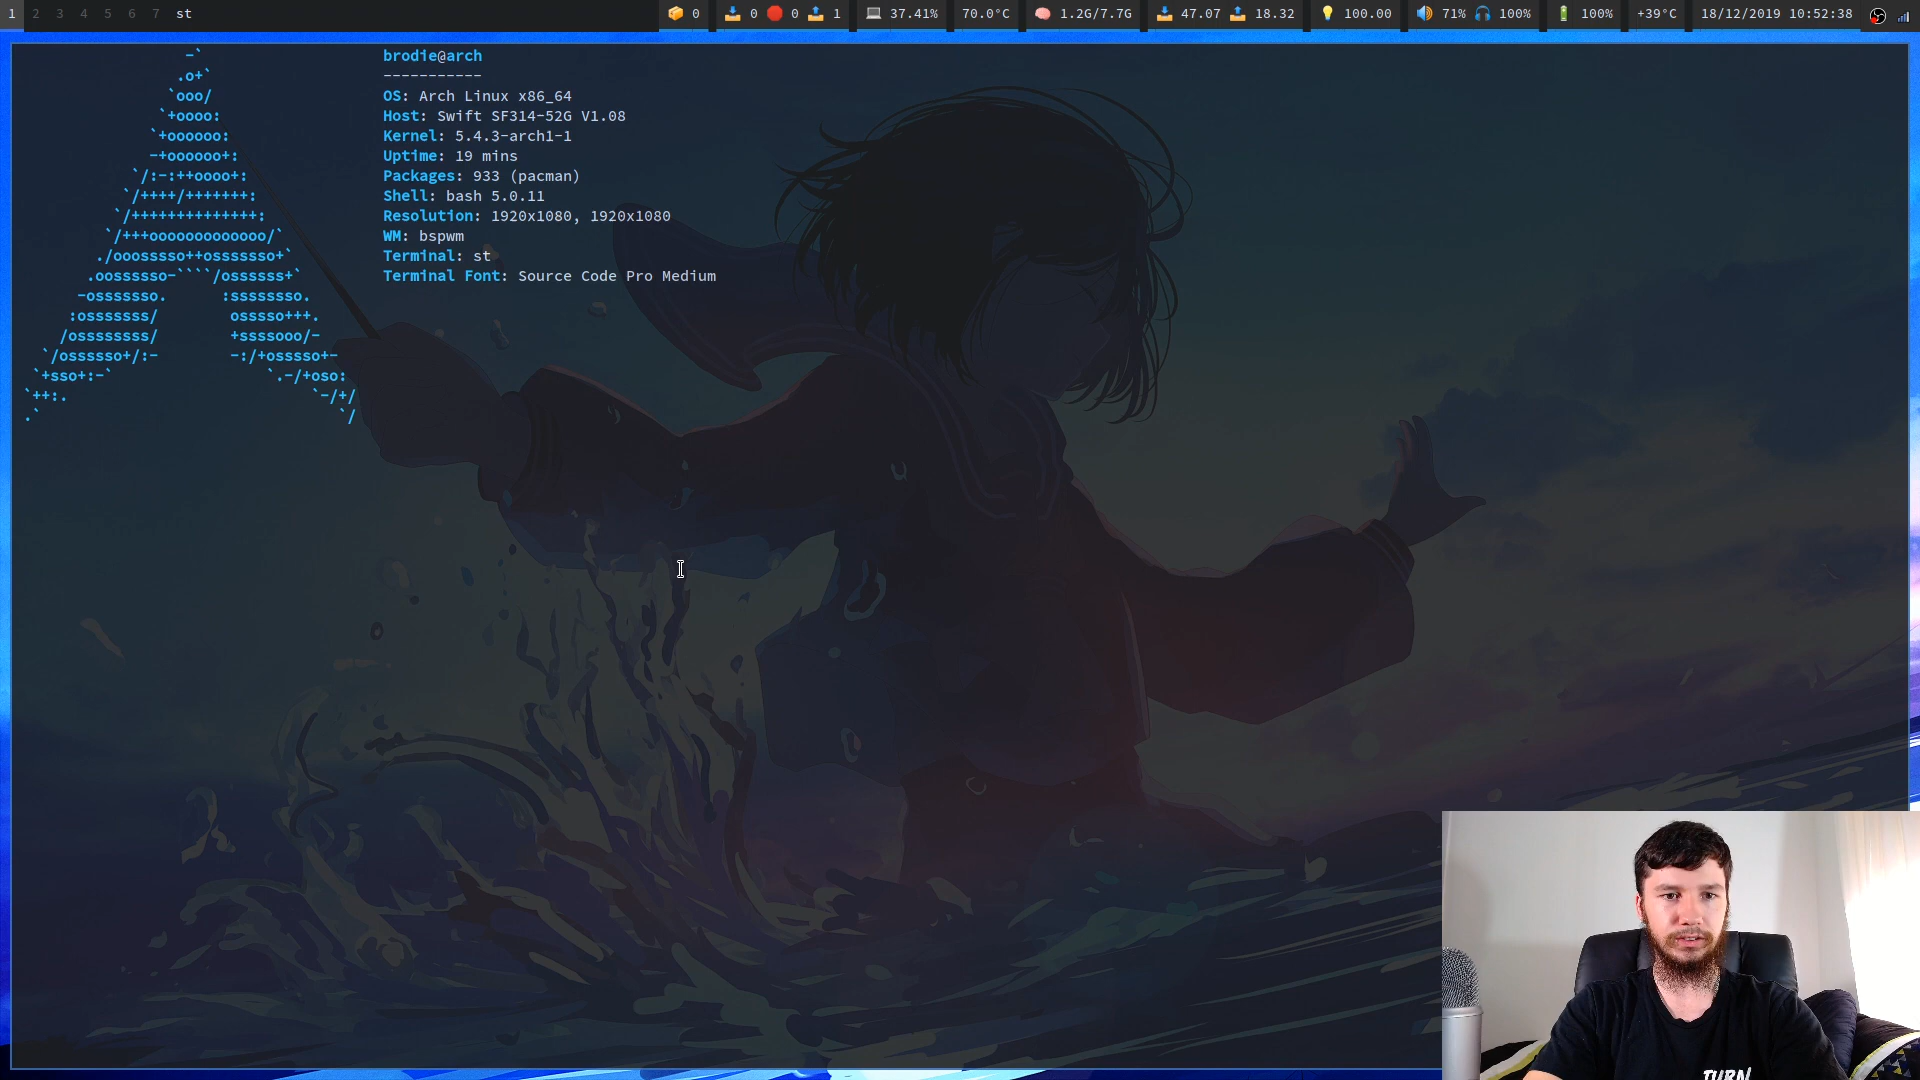 1 2 3 4 5 6 7 st 0 0 0 1 37.41% 70.0°C 1.2G/7.7G 47.07 18.32 100.00 71% 100% 100% +39°C 18/12/2019 10:52:38
brodie@arch
-----------
OS: Arch Linux x86_64
Host: Swift SF314-52G V1.08
Kernel: 5.4.3-arch1-1
Uptime: 19 mins
Packages: 933 (pacman)
Shell: bash 5.0.11
Resolution: 1920x1080, 1920x1080
WM: bspwm
Terminal: st
Terminal Font: Source Code Pro Medium
TURN